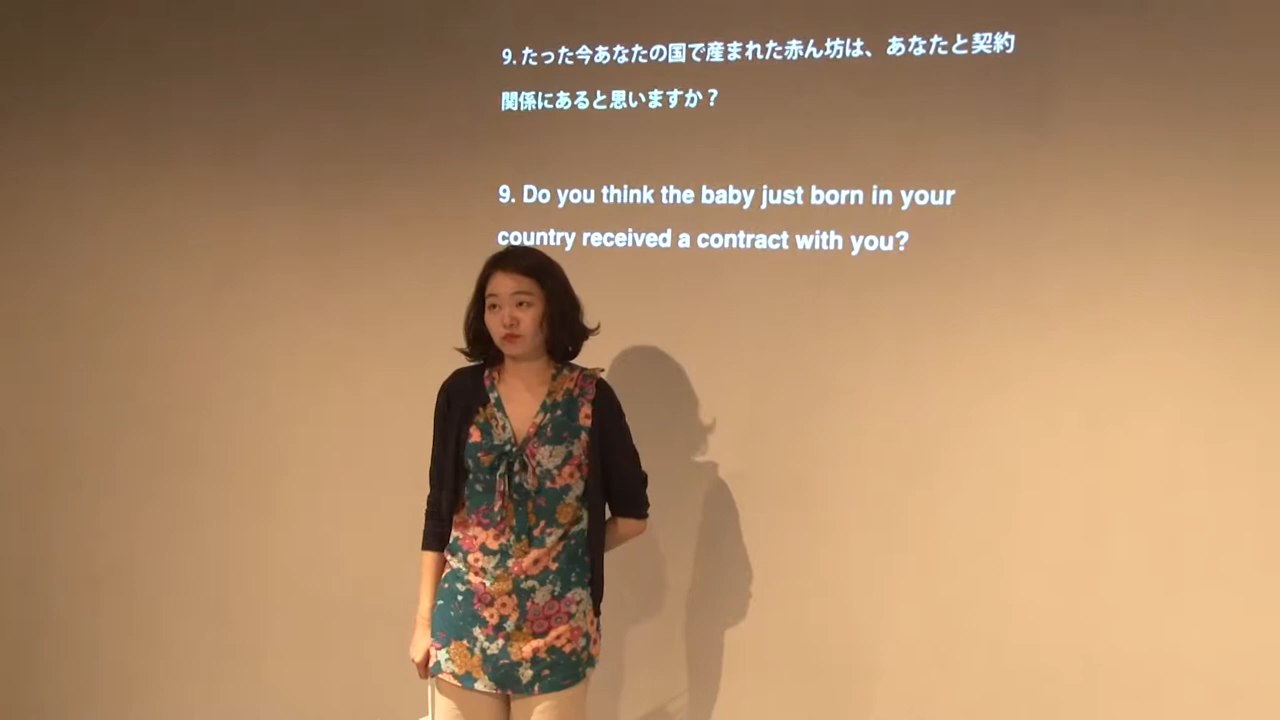 9. たった今あなたの国で産まれた赤ん坊は、あなたと契約
関係にあると思いますか？
9. Do you think the baby just born in your
country received a contract with you?